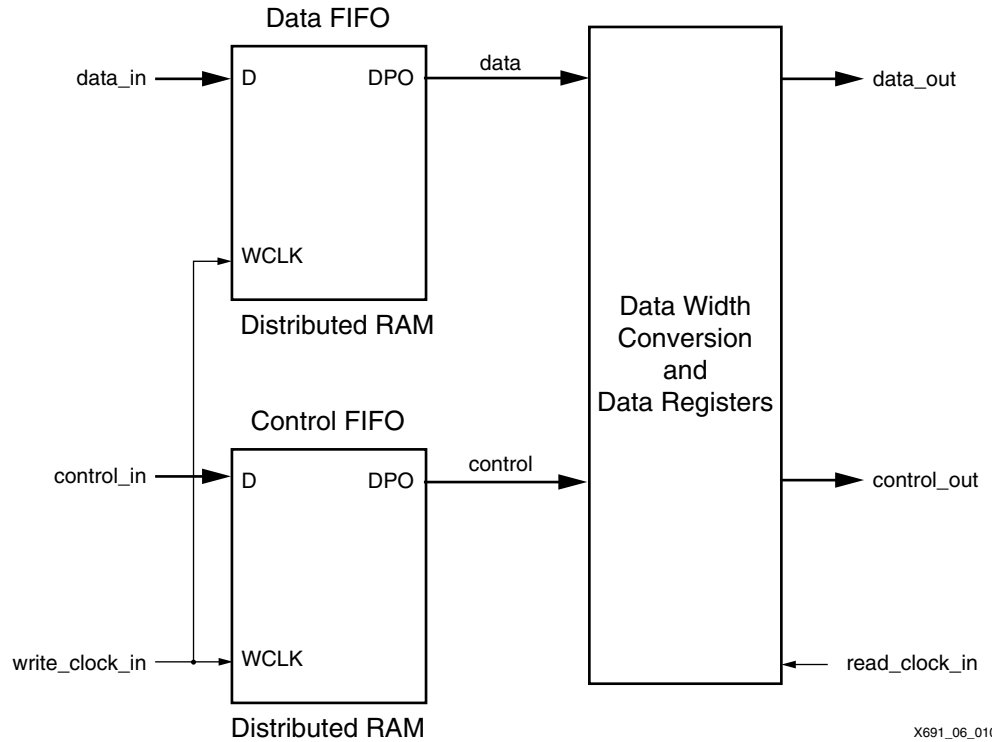 Data FIFO
data_in
D
DPO
data
data_out
WCLK
Distributed RAM
Data Width
Conversion
and
Data Registers
Control FIFO
control_in
D
DPO
control
control_out
write_clock_in
WCLK
read_clock_in
Distributed RAM